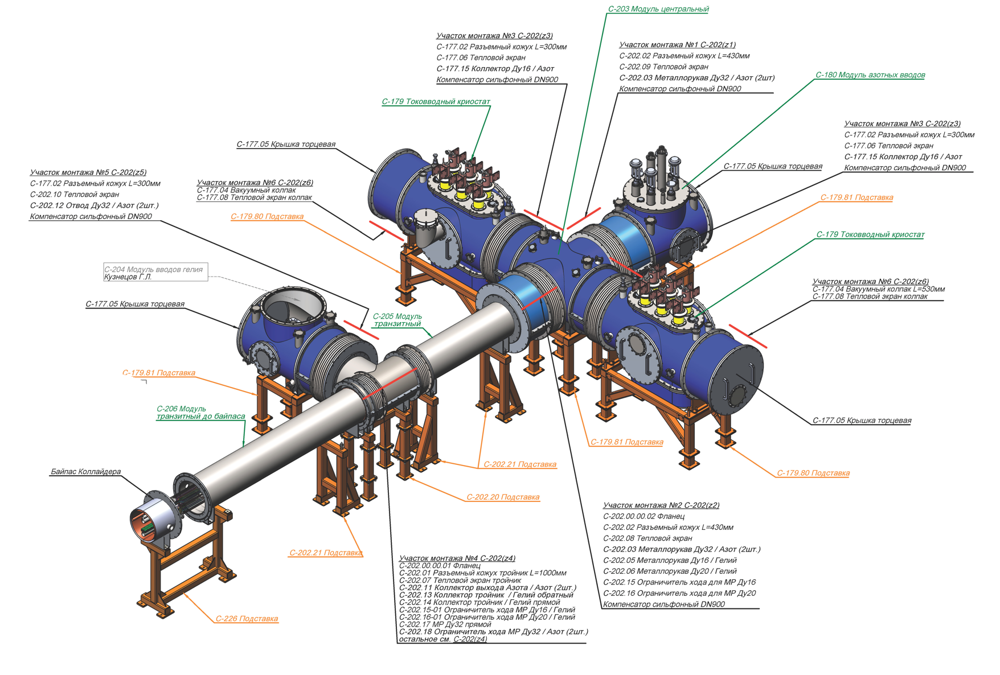 С-203 Модуль центральный
Участок монтажа №3 С-202(z3)
С-177.02 Разъемный кожух L=300мм
С-177.06 Тепловой экран
С-177.15 Коллектор Ду16 / Азот
Компенсатор сильфонный DN900
Участок монтажа №1 С-202(z1)
С-202.02 Разъемный кожух L=430мм
С-202.09 Тепловой экран
С-202.03 Металлорукав Ду32 / Азот (2шт)
Компенсатор сильфонный DN900
С-180 Модуль азотных вводов
С-179 Токовводный криостат
Участок монтажа №3 С-202(z3)
С-177.02 Разъемный кожух L=300мм
С-177.06 Тепловой экран
С-177.15 Коллектор Ду16 / Азот
Компенсатор сильфонный DN900
С-177.05 Крышка торцевая
С-177.05 Крышка торцевая
Участок монтажа №5 С-202(z5)
С-177.02 Разъемный кожух L=300мм
С-202.10 Тепловой экран
С-202.12 Отвод Ду32 / Азот (2шт.)
Компенсатор сильфонный DN900
Участок монтажа №6 С-202(z6)
С-177.04 Вакуумный колпак
С-177.08 Тепловой экран колпак
С-179.80 Подставка
С-179.81 Подставка
С-179 Токовводный криостат
С-204 Модуль вводов гелия
Кузнецов Г.Л.
Участок монтажа №6 С-202(z6)
С-177.04 Вакуумный колпак L=530мм
С-177.08 Тепловой экран колпак
С-177.05 Крышка торцевая
С-205 Модуль
транзитный
С-179.81 Подставка
С-206 Модуль
транзитный до байпаса
С-177.05 Крышка торцевая
С-179.81 Подставка
С-202.21 Подставка
Байпас Коллайдера
С-179.80 Подставка
С-202.20 Подставка
Участок монтажа №2 С-202(z2)
С-202.00.00.02 Фланец
С-202.02 Разъемный кожух L=430мм
С-202.08 Тепловой экран
С-202.03 Металлорукав Ду32 / Азот (2шт.)
С-202.05 Металлорукав Ду16 / Гелий
С-202.06 Металлорукав Ду20 / Гелий
С-202.15 Ограничитель хода для МР Ду16
С-202.16 Ограничитель хода для МР Ду20
Компенсатор сильфонный DN900
С-202.21 Подставка
Участок монтажа №4 С-202(z4)
С-202.00.00.01 Фланец
С-202.01 Разъемный кожух тройник L=1000мм
С-202.07 Тепловой экран тройник
С-202.11 Коллектор выхода Азота / Азот (2шт.)
С-202.13 Коллектор тройник / Гелий обратный
С-202.14 Коллектор тройник / Гелий прямой
С-202.15-01 Ограничитель хода МР Ду16 / Гелий
С-202.16-01 Ограничитель хода МР Ду20 / Гелий
С-202.17 МР Ду32 прямой
С-202.18 Ограничитель хода МР Ду32 / Азот (2шт.)
остальное см. С-202(z4)
С-226 Подставка